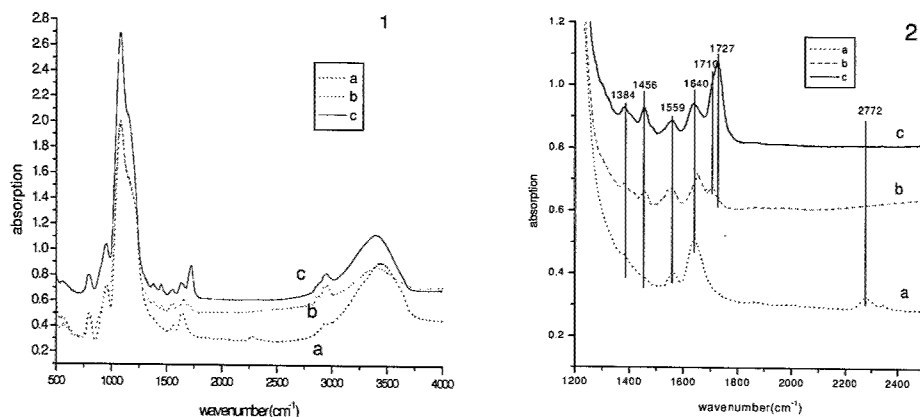 1
2.8
2.6
2.4
2.2
2.0
1.8
1.6
1.4
1.2
1.0
0.8
0.6
0.4
0.2
absorption
a
b
c
c
b
a
500 1000 1500 2000 2500 3000 3500 4000
wavenumber(cm-1)
2
1.2
1.0
0.8
0.6
0.4
0.2
absorption
a
b
c
1384
1456
1559
1640
1710
1727
2772
c
b
a
1200 1400 1600 1800 2000 2200 2400
wavenumber(cm-1)